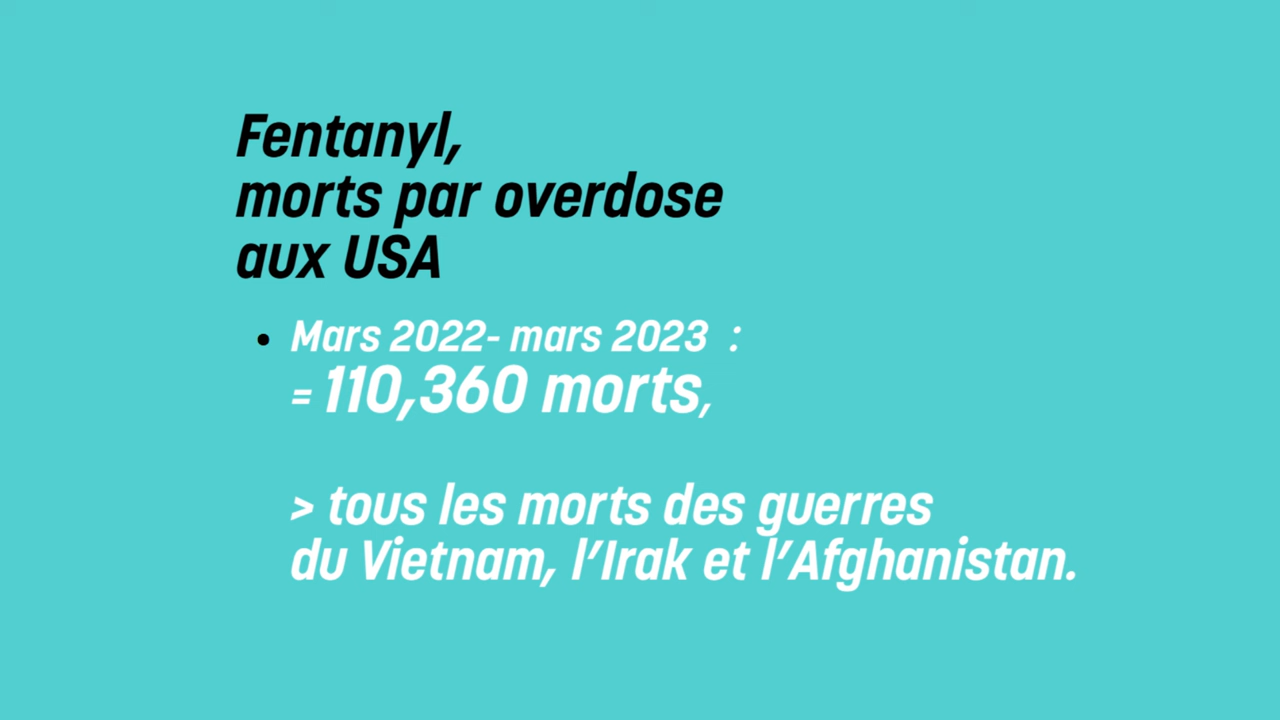 Fentanyl,
morts par overdose
aux USA
• Mars 2022- mars 2023 :
= 110,360 morts,
> tous les morts des guerres
du Vietnam, l’Irak et l’Afghanistan.